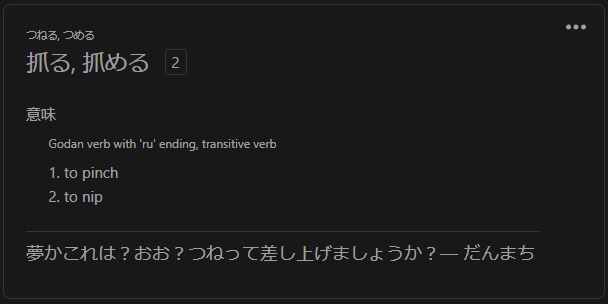 つねる, つめる
抓る, 抓める 2
意味
Godan verb with 'ru' ending, transitive verb
1. to pinch
2. to nip
夢かこれは？おお？つねって差し上げましょうか？— だんまち